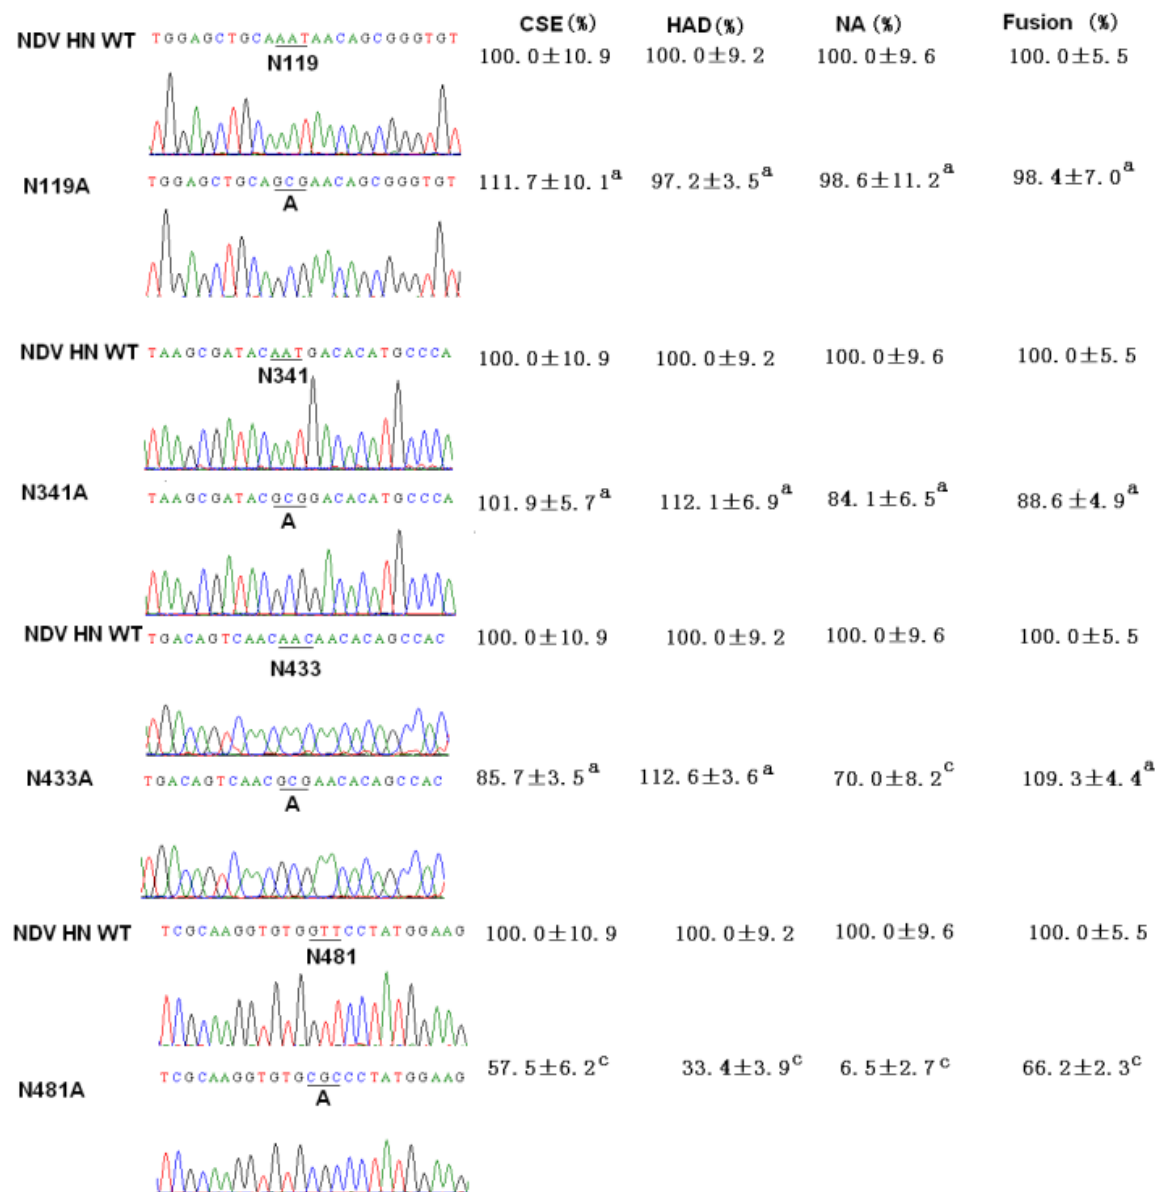 CSE(%) HAD(%) NA (%) Fusion (%)
NDV HN WT TGGAGCTGCAAATAACAGCGGGTGT 100.0±10.9 100.0±9.2 100.0±9.6 100.0±5.5
N119
N119A TGGAGCTGCAGCGAACAGCGGGTGT 111.7±10.1a 97.2±3.5a 98.6±11.2a 98.4±7.0a
A
NDV HN WT TAAGCGATACAATGACACATGCCCA 100.0±10.9 100.0±9.2 100.0±9.6 100.0±5.5
N341
N341A TAAGCGATACGCGGACACATGCCCA 101.9±5.7a 112.1±6.9a 84.1±6.5a 88.6±4.9a
A
NDV HN WT TGACAGTCAACAACAACACAGCCAC 100.0±10.9 100.0±9.2 100.0±9.6 100.0±5.5
N433
N433A TGACAGTCAACGCGAACACAGCCAC 85.7±3.5a 112.6±3.6a 70.0±8.2c 109.3±4.4a
A
NDV HN WT TCGCAAGGTGTGGTTCCTATGGAAG 100.0±10.9 100.0±9.2 100.0±9.6 100.0±5.5
N481
N481A TCGCAAGGTGTGCGCCCTATGGAAG 57.5±6.2c 33.4±3.9c 6.5±2.7c 66.2±2.3c
A